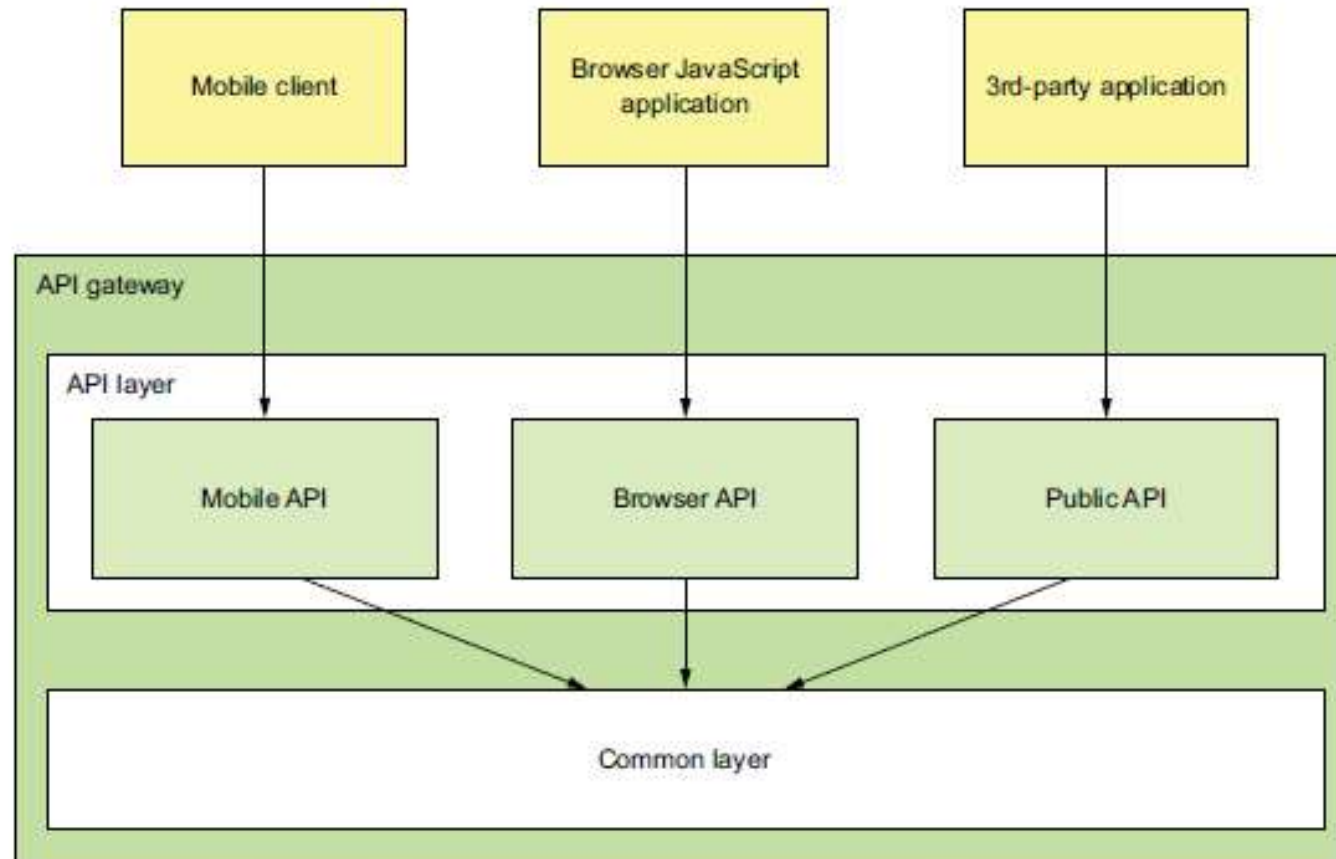 Mobile client
Browser JavaScript
application
3rd-party application
API gateway
API layer
Mobile API
Browser API
Public API
Common layer